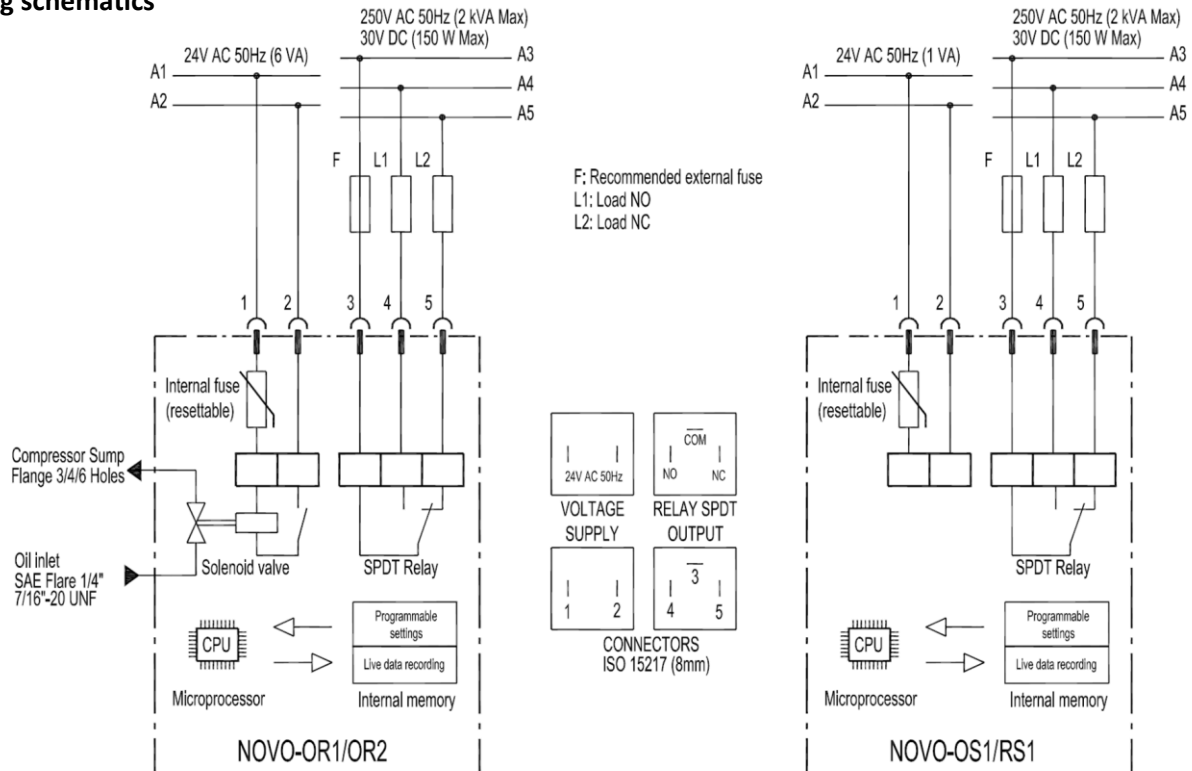 g schematics
250V AC 50Hz (2 kVA Max)
30V DC (150 W Max)
24V AC 50Hz (6 VA)
A1
A2
A3
A4
A5
F
L1
L2
1
2
3
4
5
Internal fuse
(resettable)
Compressor Sump
Flange 3/4/6 Holes
Oil inlet
SAE Flare 1/4"
7/16"-20 UNF
Solenoid valve
SPDT Relay
CPU
Microprocessor
Programmable
settings
Live data recording
Internal memory
NOVO-OR1/OR2
F; Recommended external fuse
L1; Load NO
L2: Load NC
24V AC 50Hz
VOLTAGE
SUPPLY
COM
NO
NC
RELAY SPDT
OUTPUT
1
2
3
4
5
CONNECTORS
ISO 15217 (8mm)
250V AC 50Hz (2 kVA Max)
30V DC (150 W Max)
24V AC 50Hz (1 VA)
A1
A2
A3
A4
A5
F
L1
L2
1
2
3
4
5
Internal fuse
(resettable)
SPDT Relay
CPU
Microprocessor
Programmable
settings
Live data recording
Internal memory
NOVO-OS1/RS1